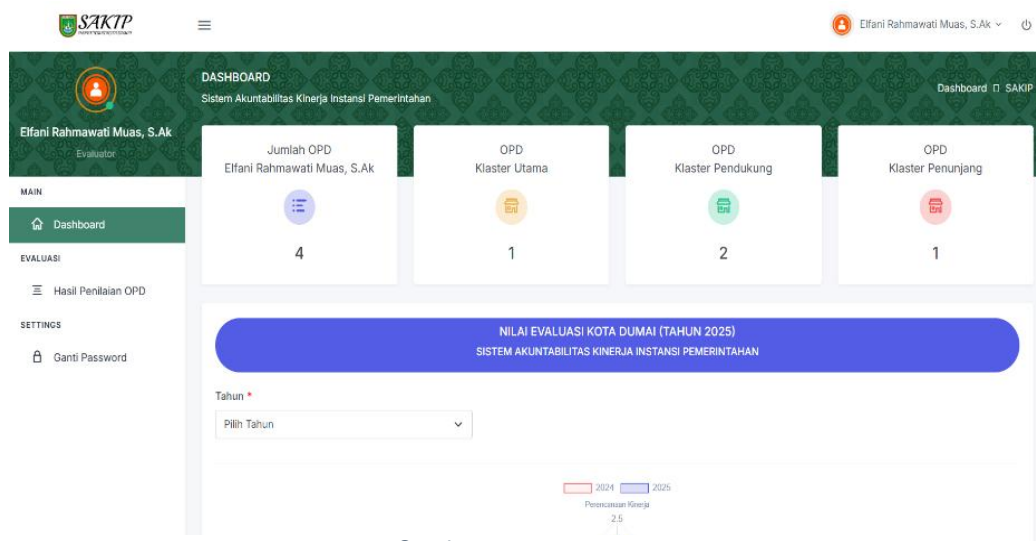 SAKIP
Elfani Rahmawati Muas, S.Ak
DASHBOARD
Sistem Akuntabilitas Kinerja Instansi Pemerintahan
Dashboard SAKIP
Elfani Rahmawati Muas, S.Ak
Evaluator
MAIN
Dashboard
EVALUASI
Hasil Penilaian OPD
SETTINGS
Ganti Password
Jumlah OPD
Elfani Rahmawati Muas, S.Ak
4
OPD
Klaster Utama
1
OPD
Klaster Pendukung
2
OPD
Klaster Penunjang
1
NILAI EVALUASI KOTA DUMAI (TAHUN 2025)
SISTEM AKUNTABILITAS KINERJA INSTANSI PEMERINTAHAN
Tahun *
Pilih Tahun
2024 2025
Perencanaan Kinerja
2.5